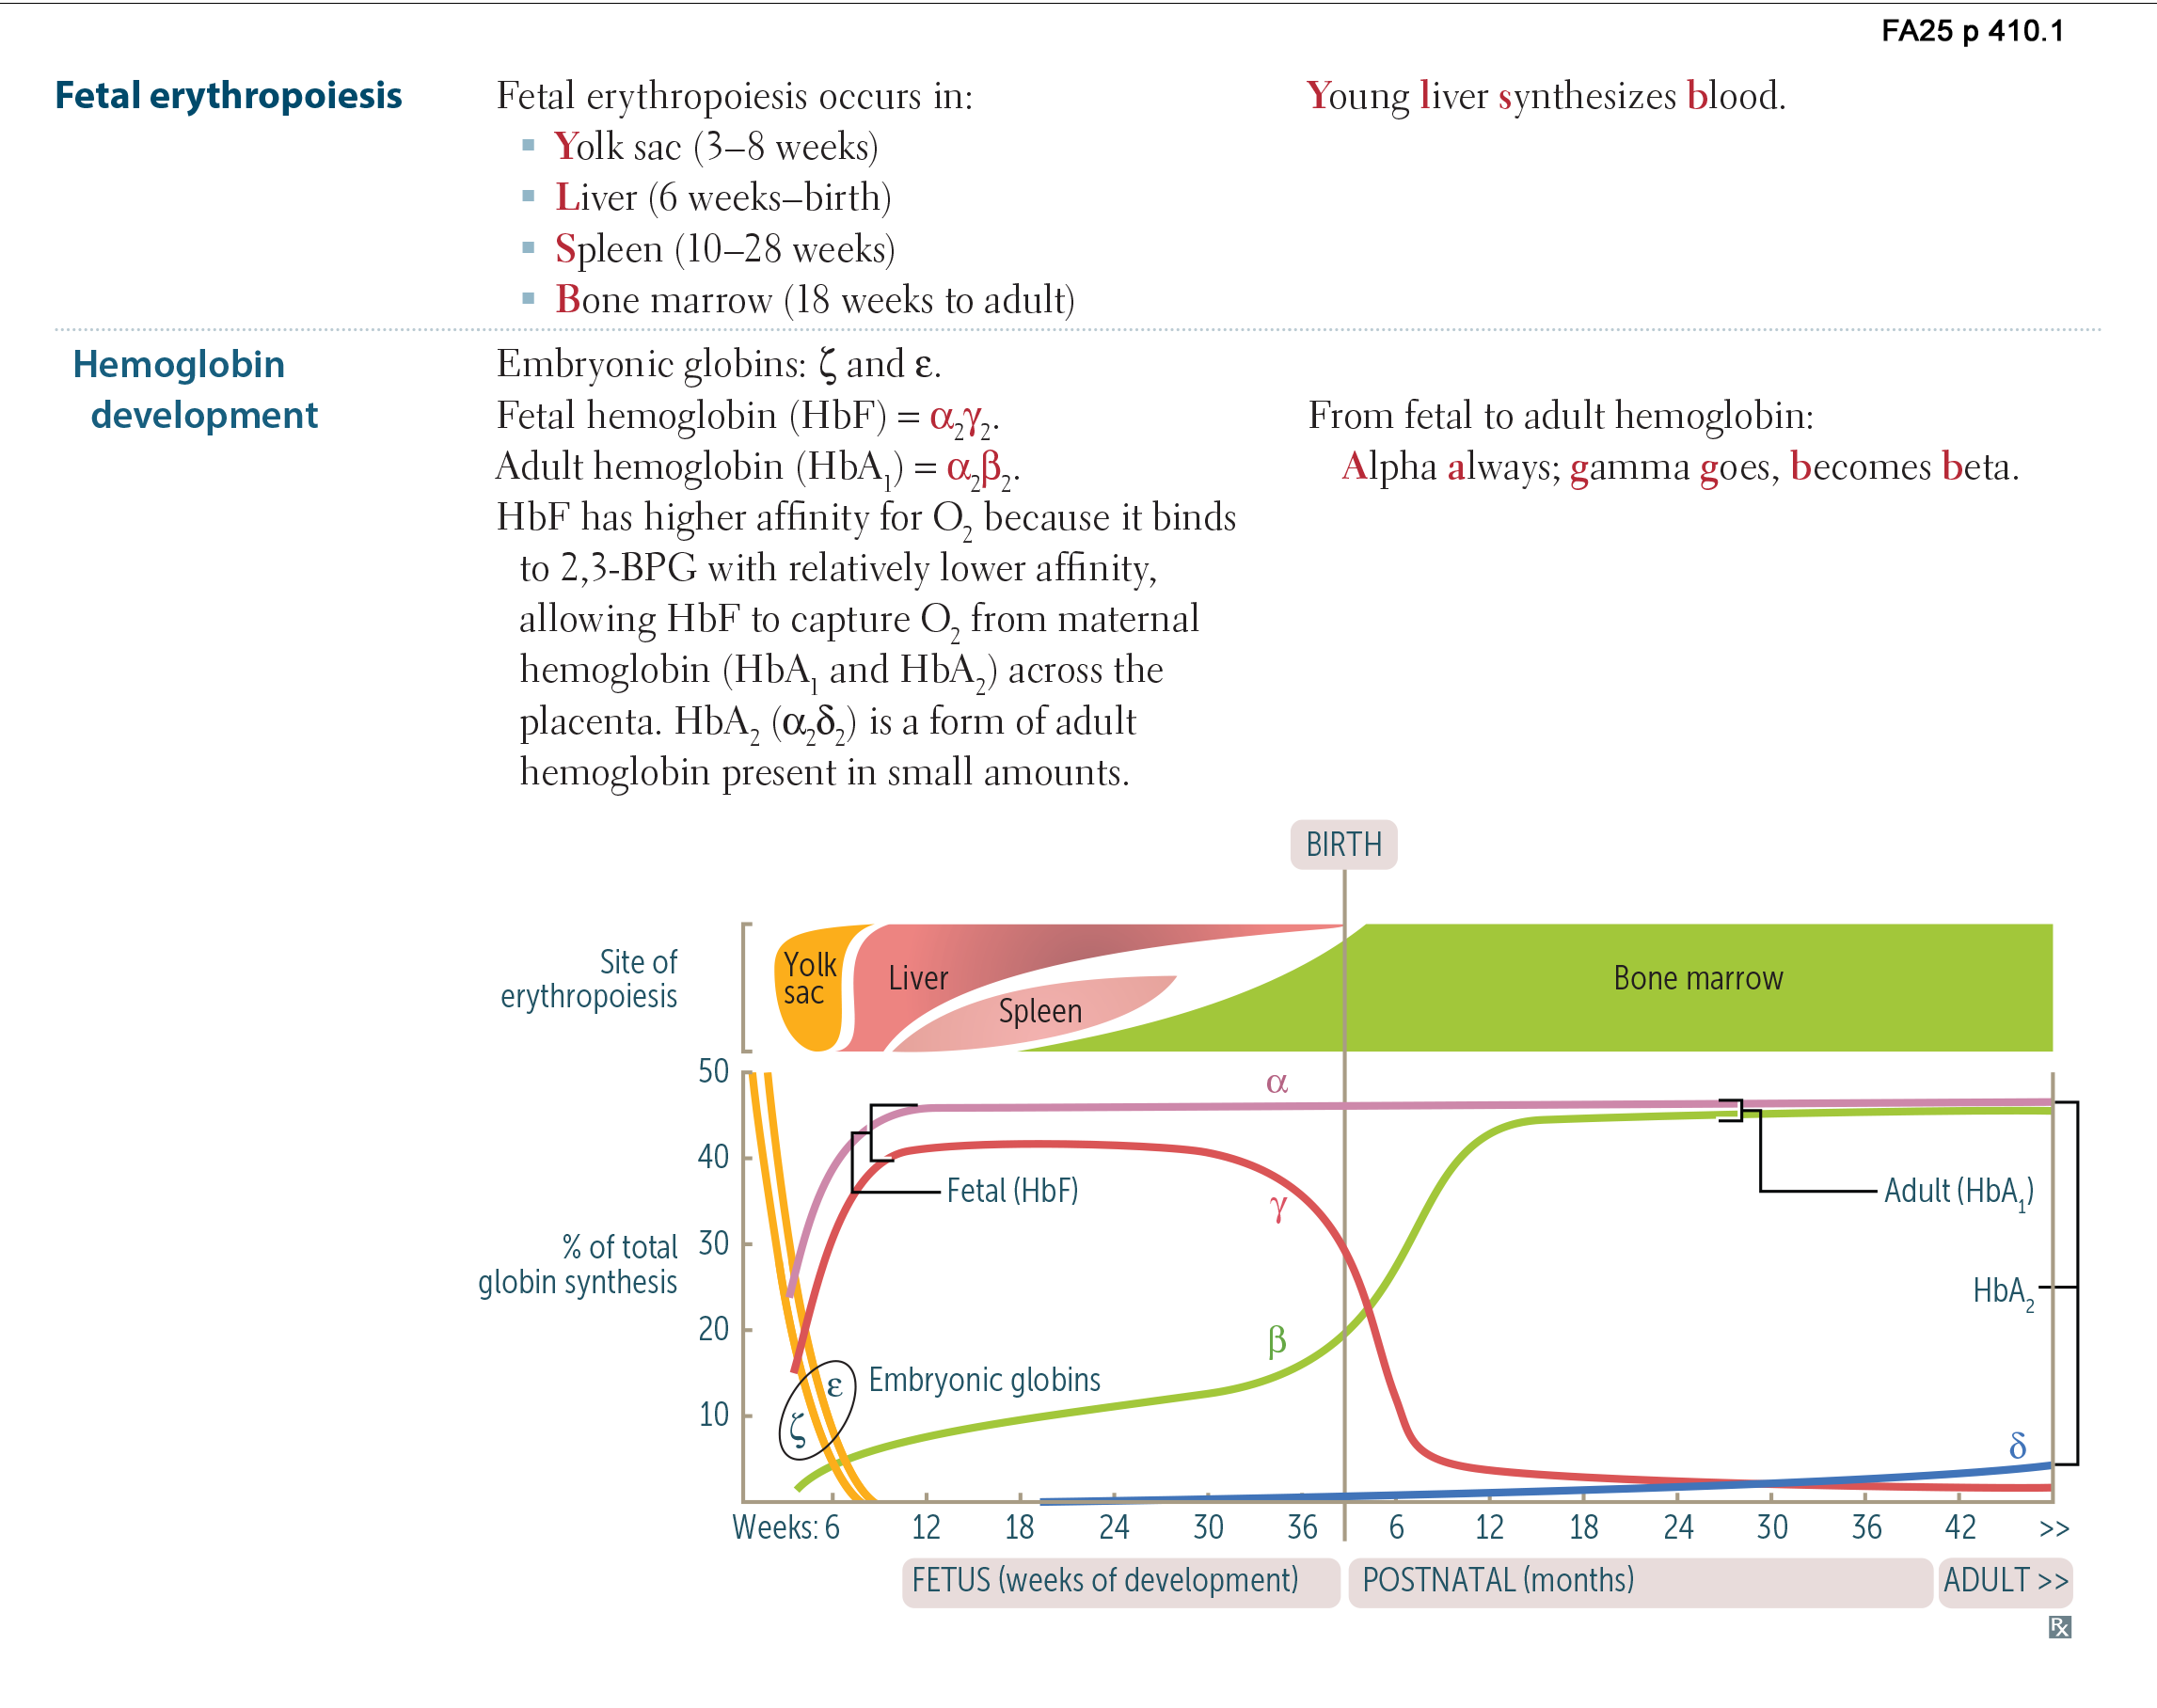 FA25 p 410.1
Fetal erythropoiesis
Fetal erythropoiesis occurs in:
▪ Yolk sac (3–8 weeks)
▪ Liver (6 weeks–birth)
▪ Spleen (10–28 weeks)
▪ Bone marrow (18 weeks to adult)
Young liver synthesizes blood.
Hemoglobin
development
Embryonic globins: ζ and ε.
Fetal hemoglobin (HbF) = α₂γ₂.
Adult hemoglobin (HbA₁) = α₂β₂.
HbF has higher affinity for O₂ because it binds
to 2,3-BPG with relatively lower affinity,
allowing HbF to capture O₂ from maternal
hemoglobin (HbA₁ and HbA₂) across the
placenta. HbA₂ (α₂δ₂) is a form of adult
hemoglobin present in small amounts.
From fetal to adult hemoglobin:
Alpha always; gamma goes, becomes beta.
BIRTH
Site of
erythropoiesis
Yolk
sac
Liver
Spleen
Bone marrow
% of total
globin synthesis
50
40
30
20
10
α
Fetal (HbF)
γ
β
Adult (HbA₁)
HbA₂
ε
ζ
Embryonic globins
δ
Weeks: 6 12 18 24 30 36 6 12 18 24 30 36 42 >>
FETUS (weeks of development) POSTNATAL (months) ADULT >>
Rx